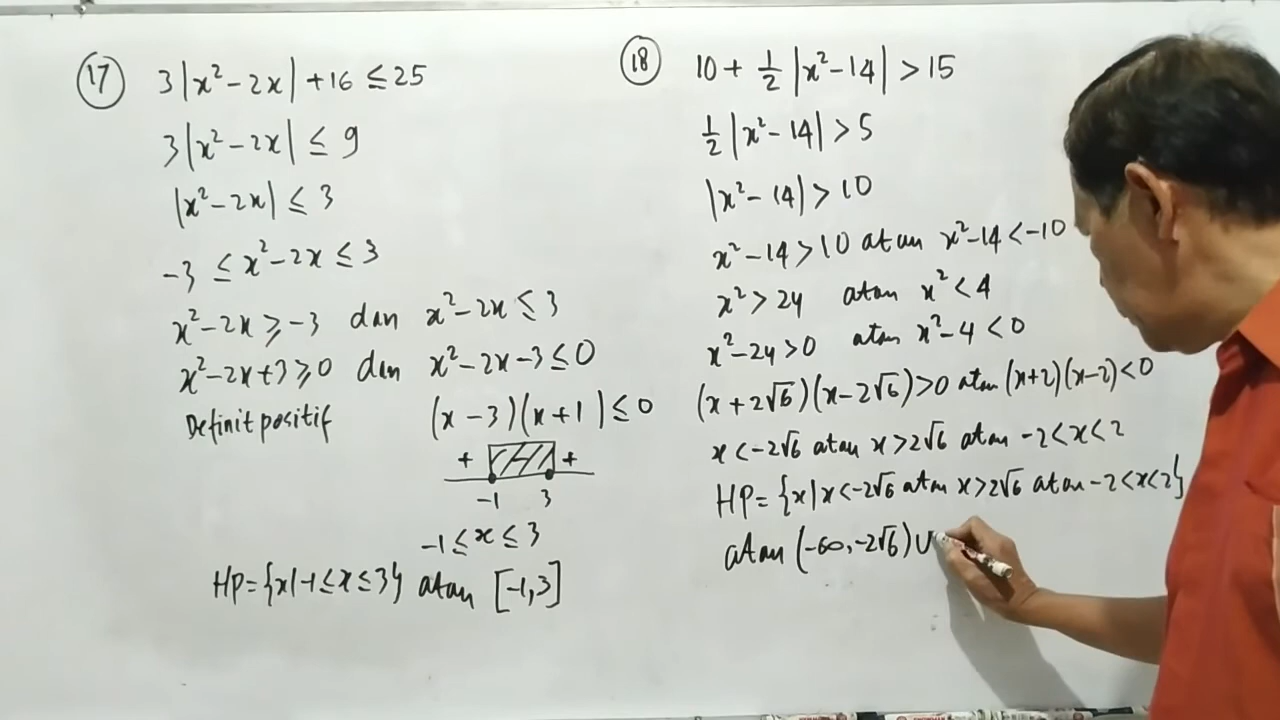 17 3|x² - 2x| + 16 ≤ 25
3|x² - 2x| ≤ 9
|x² - 2x| ≤ 3
-3 ≤ x² - 2x ≤ 3
x² - 2x ≥ -3 dan x² - 2x ≤ 3
x² - 2x + 3 ≥ 0 dan x² - 2x - 3 ≤ 0
Definit positif (x - 3)(x + 1) ≤ 0
+ +
-1 3
-1 ≤ x ≤ 3
HP = {x | -1 ≤ x ≤ 3} atau [-1, 3]
18 10 + 1/2 |x² - 14| > 15
1/2 |x² - 14| > 5
|x² - 14| > 10
x² - 14 > 10 atau x² - 14 < -10
x² > 24 atau x² < 4
x² - 24 > 0 atau x² - 4 < 0
(x + 2√6)(x - 2√6) > 0 atau (x + 2)(x - 2) < 0
x < -2√6 atau x > 2√6 atau -2 < x < 2
HP = {x | x < -2√6 atau x > 2√6 atau -2 < x < 2}
atau (-∞, -2√6) ∪